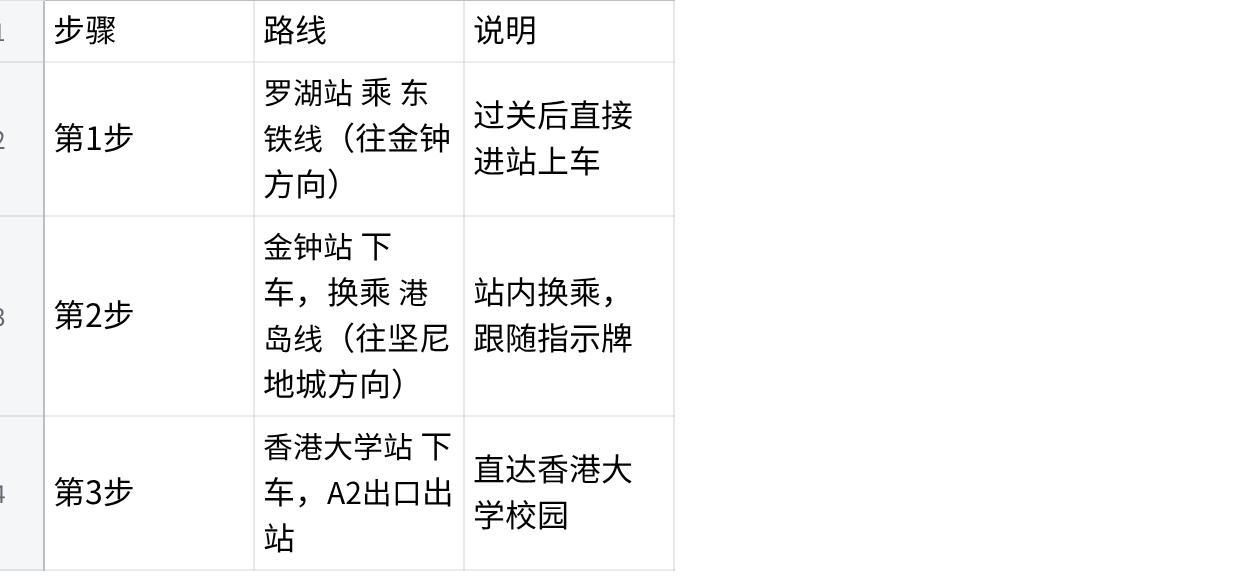 1 步骤 路线 说明
2 第1步 罗湖站 乘 东 过关后直接
铁线（往金钟 进站上车
方向）
3 第2步 金钟站 下 站内换乘，
车，换乘 港 跟随指示牌
岛线（往坚尼
地城方向）
4 第3步 香港大学站 下 直达香港大
车，A2出口出 学校园
站